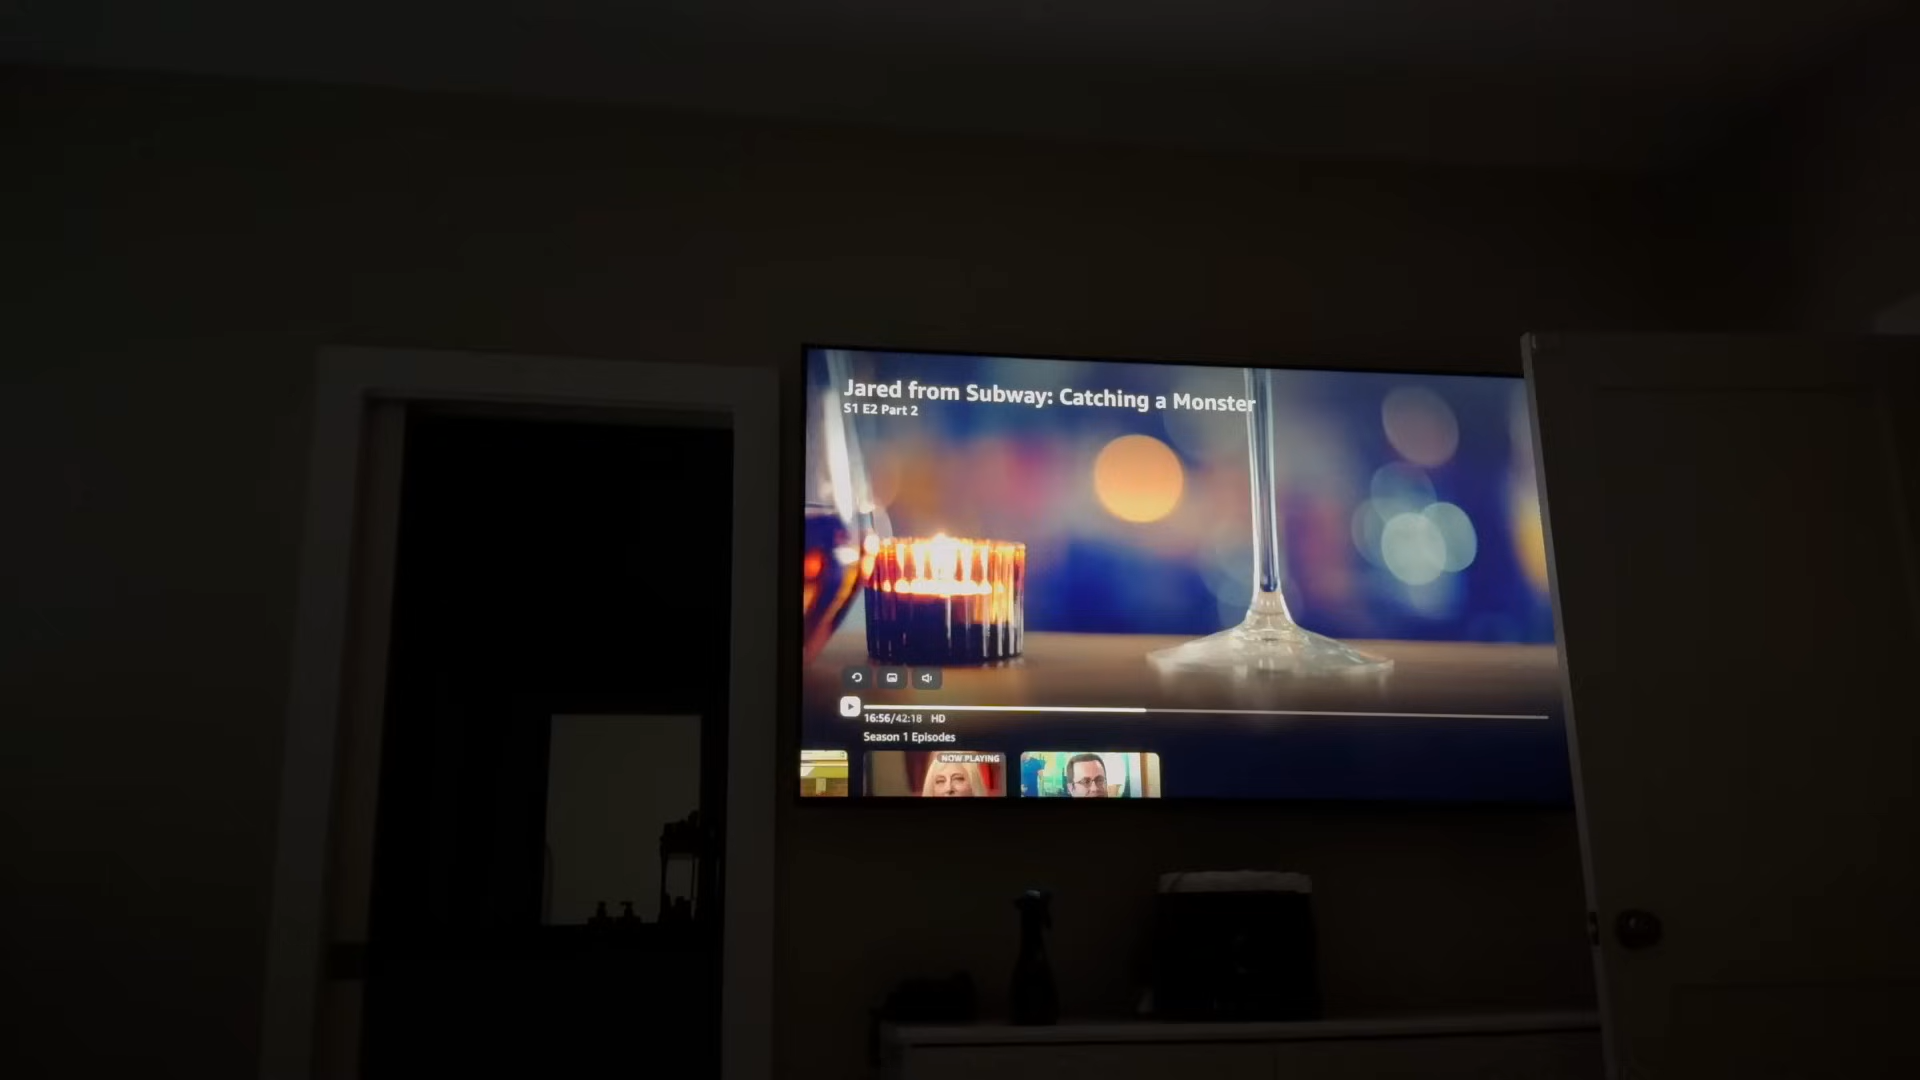 Jared from Subway: Catching a Monster
S1 E2 Part 2
16:56/42:18 HD
Season 1 Episodes
NOW PLAYING